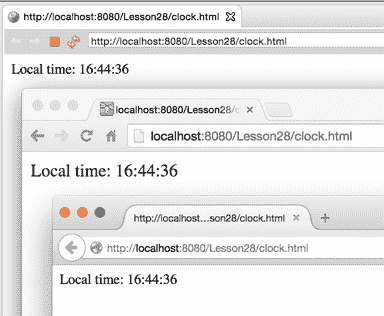 http://localhost:8080/Lesson28/clock.html
http://localhost:8080/Lesson28/clock.html
Local time: 16:44:36
localhost:8080/Lesson28/c
localhost:8080/Lesson28/clock.html
Local time: 16:44:36
http://localhost...son28/clock.html
http://localhost:8080/Lesson28/clock.html
Local time: 16:44:36